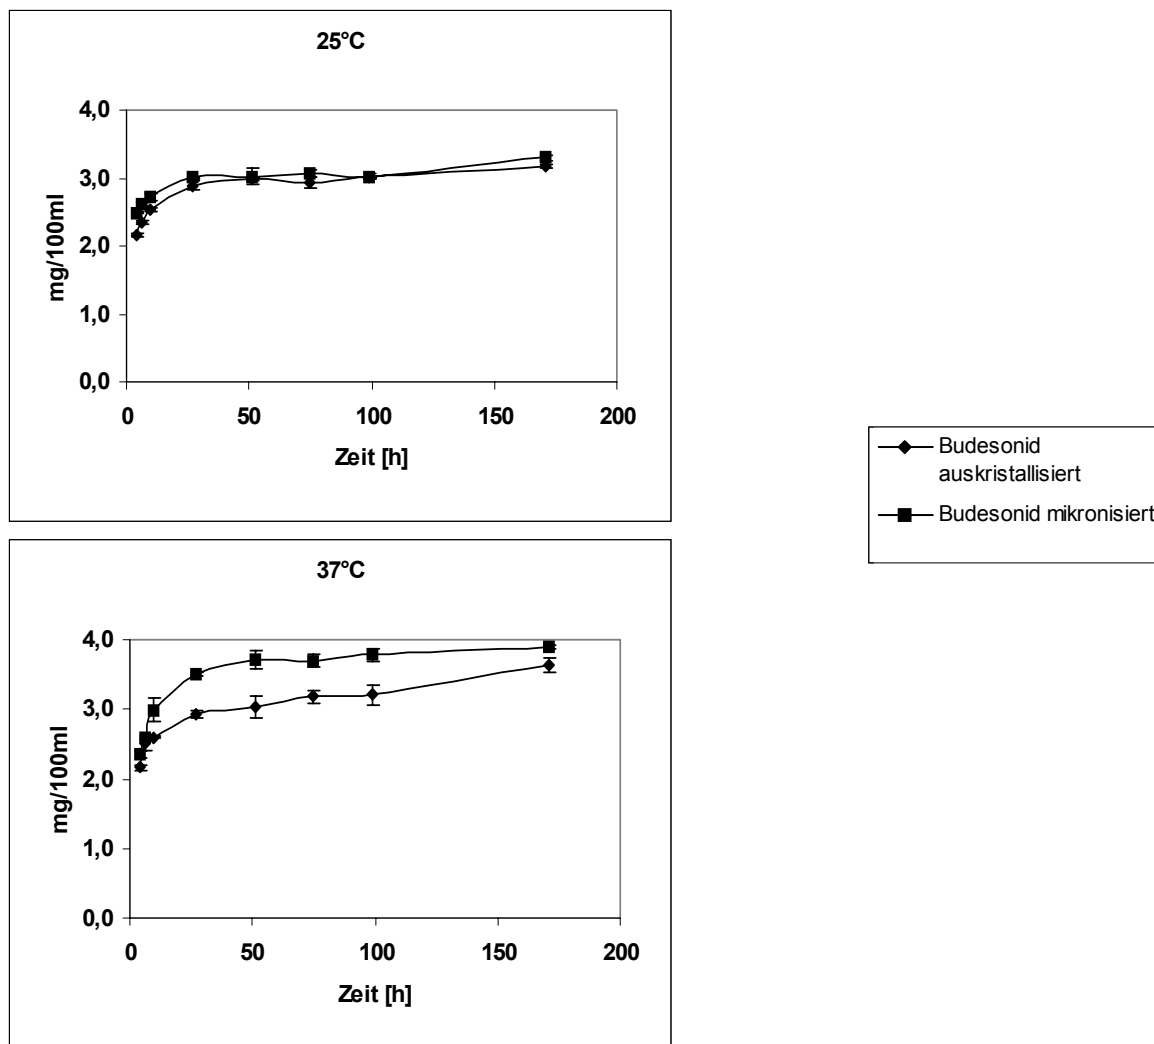 25°C
4,0
3,0
2,0
1,0
0,0
mg/100ml
0 50 100 150 200
Zeit [h]
Budesonid
auskristallisiert
Budesonid mikronisiert
37°C
4,0
3,0
2,0
1,0
0,0
mg/100ml
0 50 100 150 200
Zeit [h]